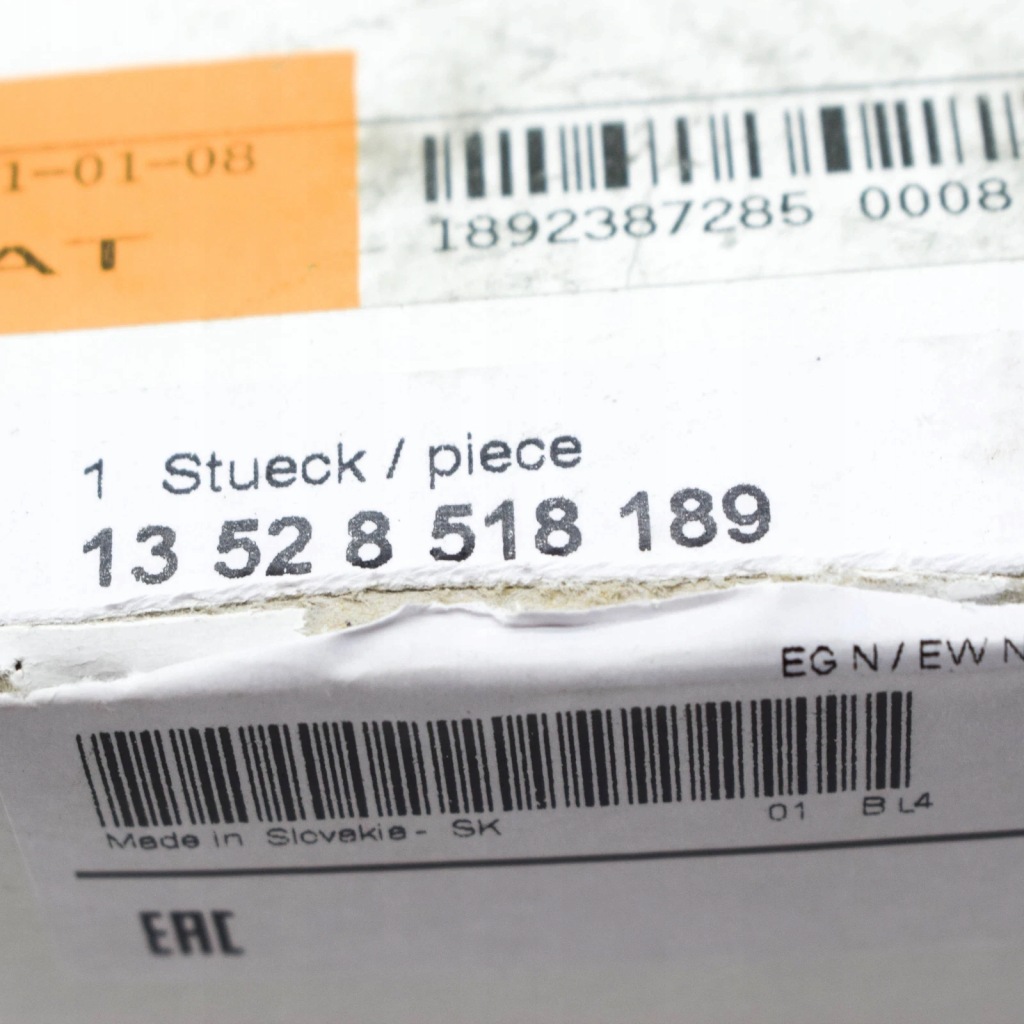 1-01-08
AT
1892387285 0008
1 Stueck / piece
13 52 8 518 189
EG N / EW N
Made in Slovakia - SK 01 B L4
EAC